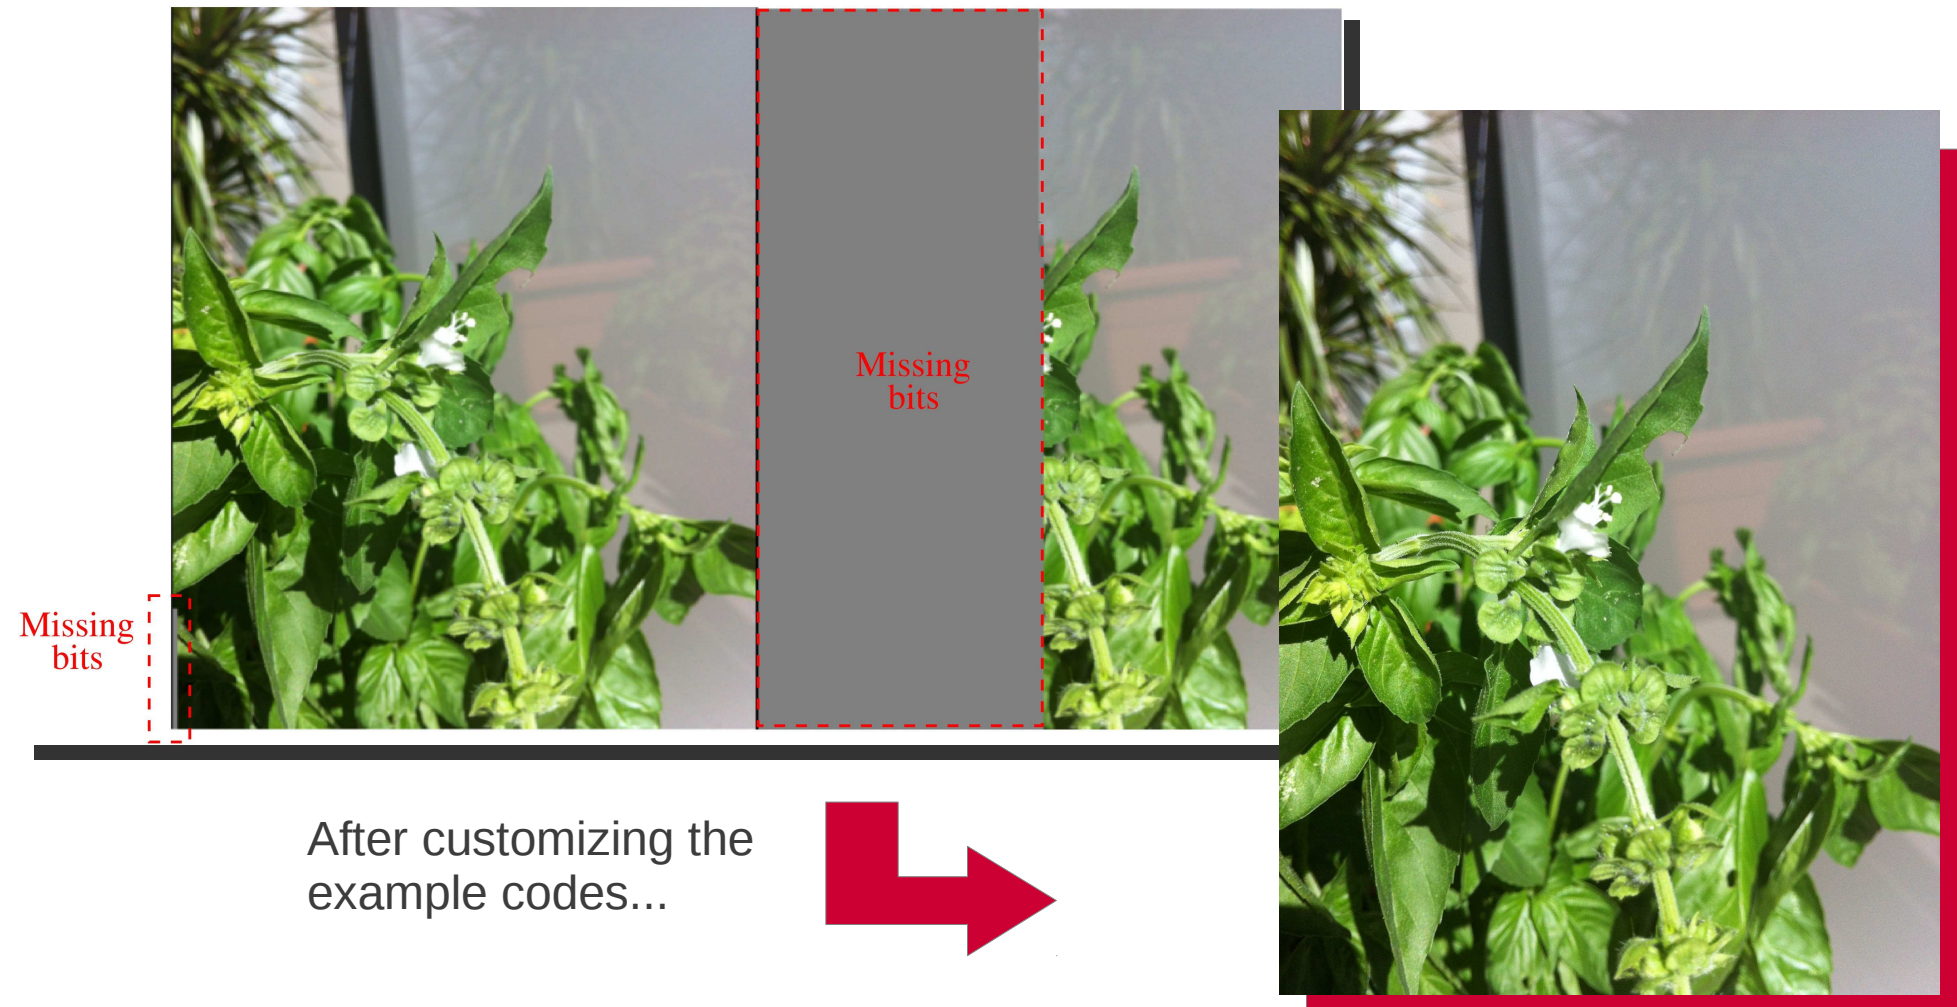 Missing
bits
Missing
bits
After customizing the
example codes...